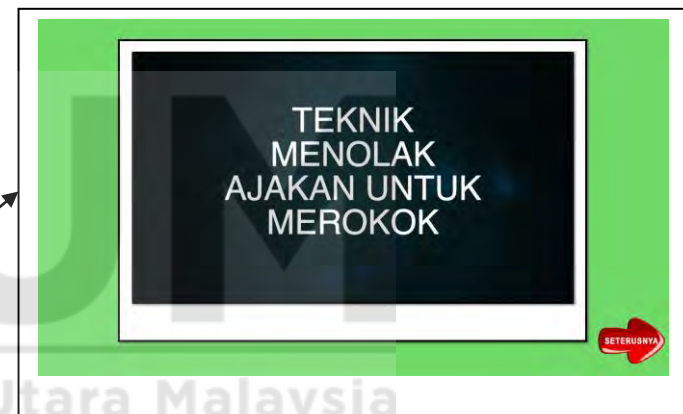 TEKNIK
MENOLAK
AJAKAN UNTUK
MEROKOK
SETERUSNYA
Utara Malaysia